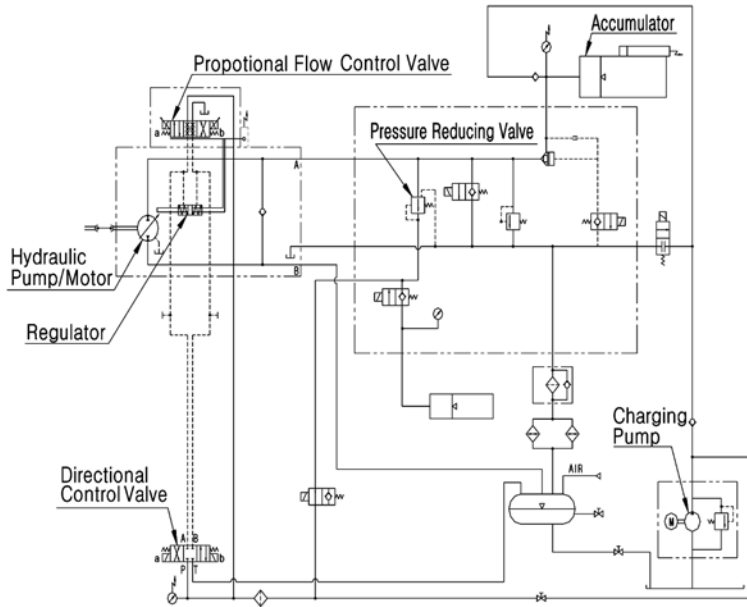 Accumulator
Propotional Flow Control Valve
a
b
Pressure Reducing Valve
A
Hydraulic
Pump/Motor
B
Regulator
Charging
Pump
AIR
Directional
Control Valve
A B
a
b
P T
M